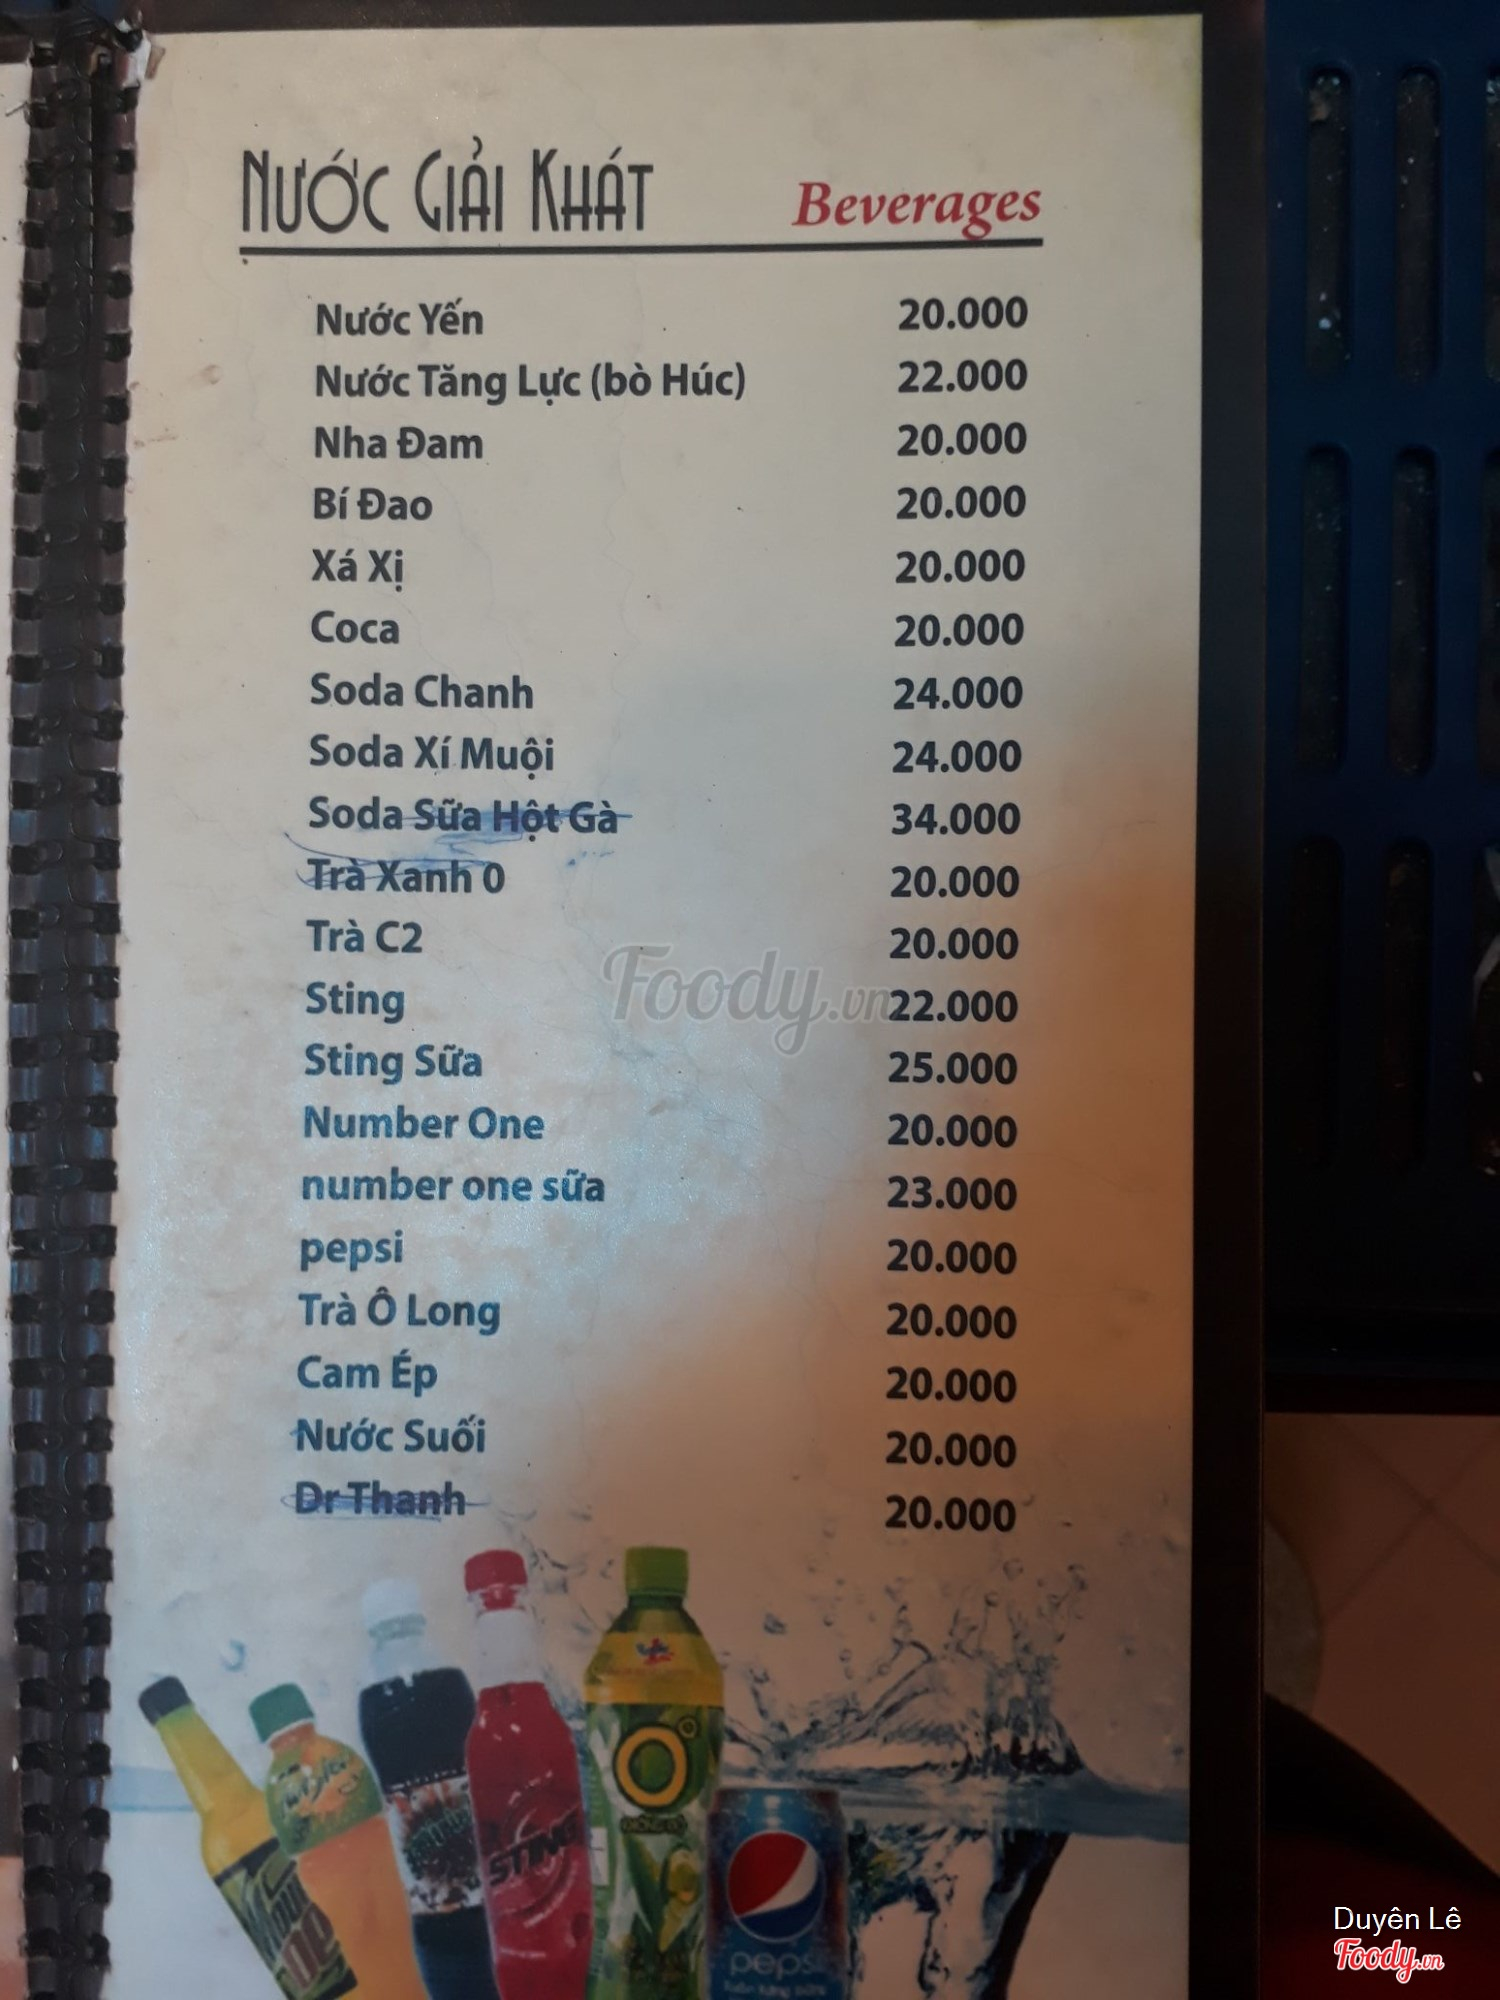 Nước Giải Khát Beverages
Nước Yến 20.000
Nước Tăng Lực (bò Húc) 22.000
Nha Đam 20.000
Bí Đao 20.000
Xá Xị 20.000
Coca 20.000
Soda Chanh 24.000
Soda Xí Muội 24.000
Soda Sữa Hột Gà 34.000
Trà Xanh 0 20.000
Trà C2 20.000
Sting 22.000
Sting Sữa 25.000
Number One 20.000
number one sữa 23.000
pepsi 20.000
Trà Ô Long 20.000
Cam Ép 20.000
Nước Suối 20.000
Dr Thanh 20.000
Foody.vn
STING
0°
KHÔNG ĐỘ
pepsi
Duyên Lê
Foody.vn